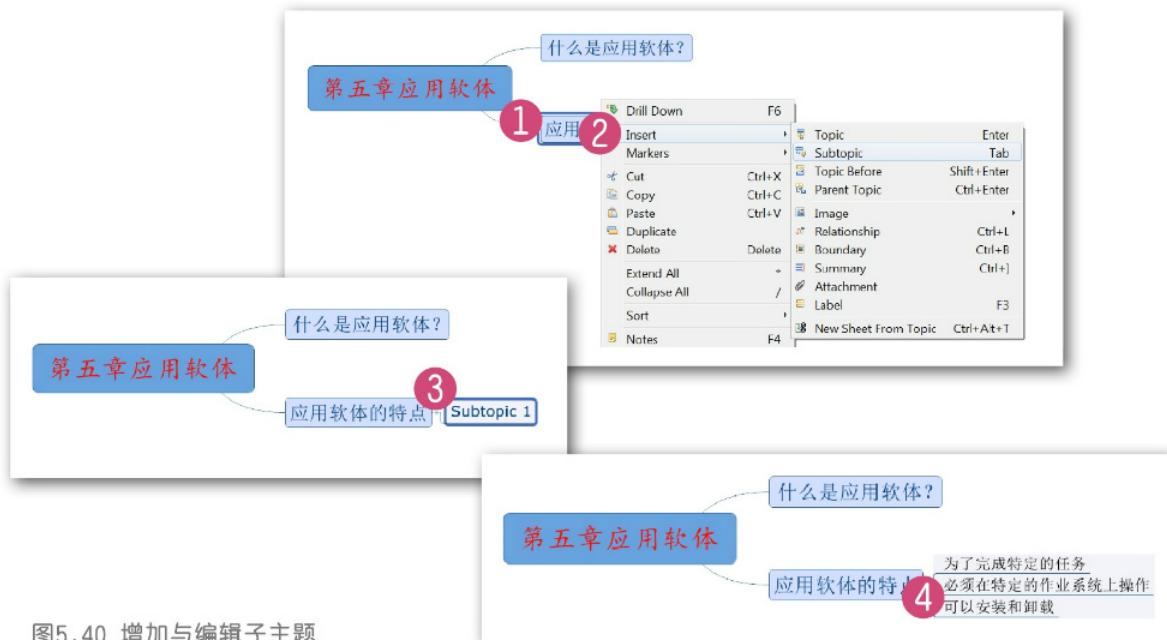 什么是应用软体?
第五章应用软体
1
应用
2
Drill Down F6
Insert
Markers
Cut Ctrl+X
Copy Ctrl+C
Paste Ctrl+V
Duplicate
Delete Delete
Extend All *
Collapse All /
Sort
Notes F4
Topic Enter
Subtopic Tab
Topic Before Shift+Enter
Parent Topic Ctrl+Enter
Image
Relationship Ctrl+L
Boundary Ctrl+B
Summary Ctrl+]
Attachment
Label F3
New Sheet From Topic Ctrl+Alt+T
什么是应用软体?
第五章应用软体
3
应用软体的特点
Subtopic 1
什么是应用软体?
第五章应用软体
应用软体的特
4
为了完成特定的任务
必须在特定的作业系统上操作
可以安装和卸载
图5.40 增加与编辑子主题